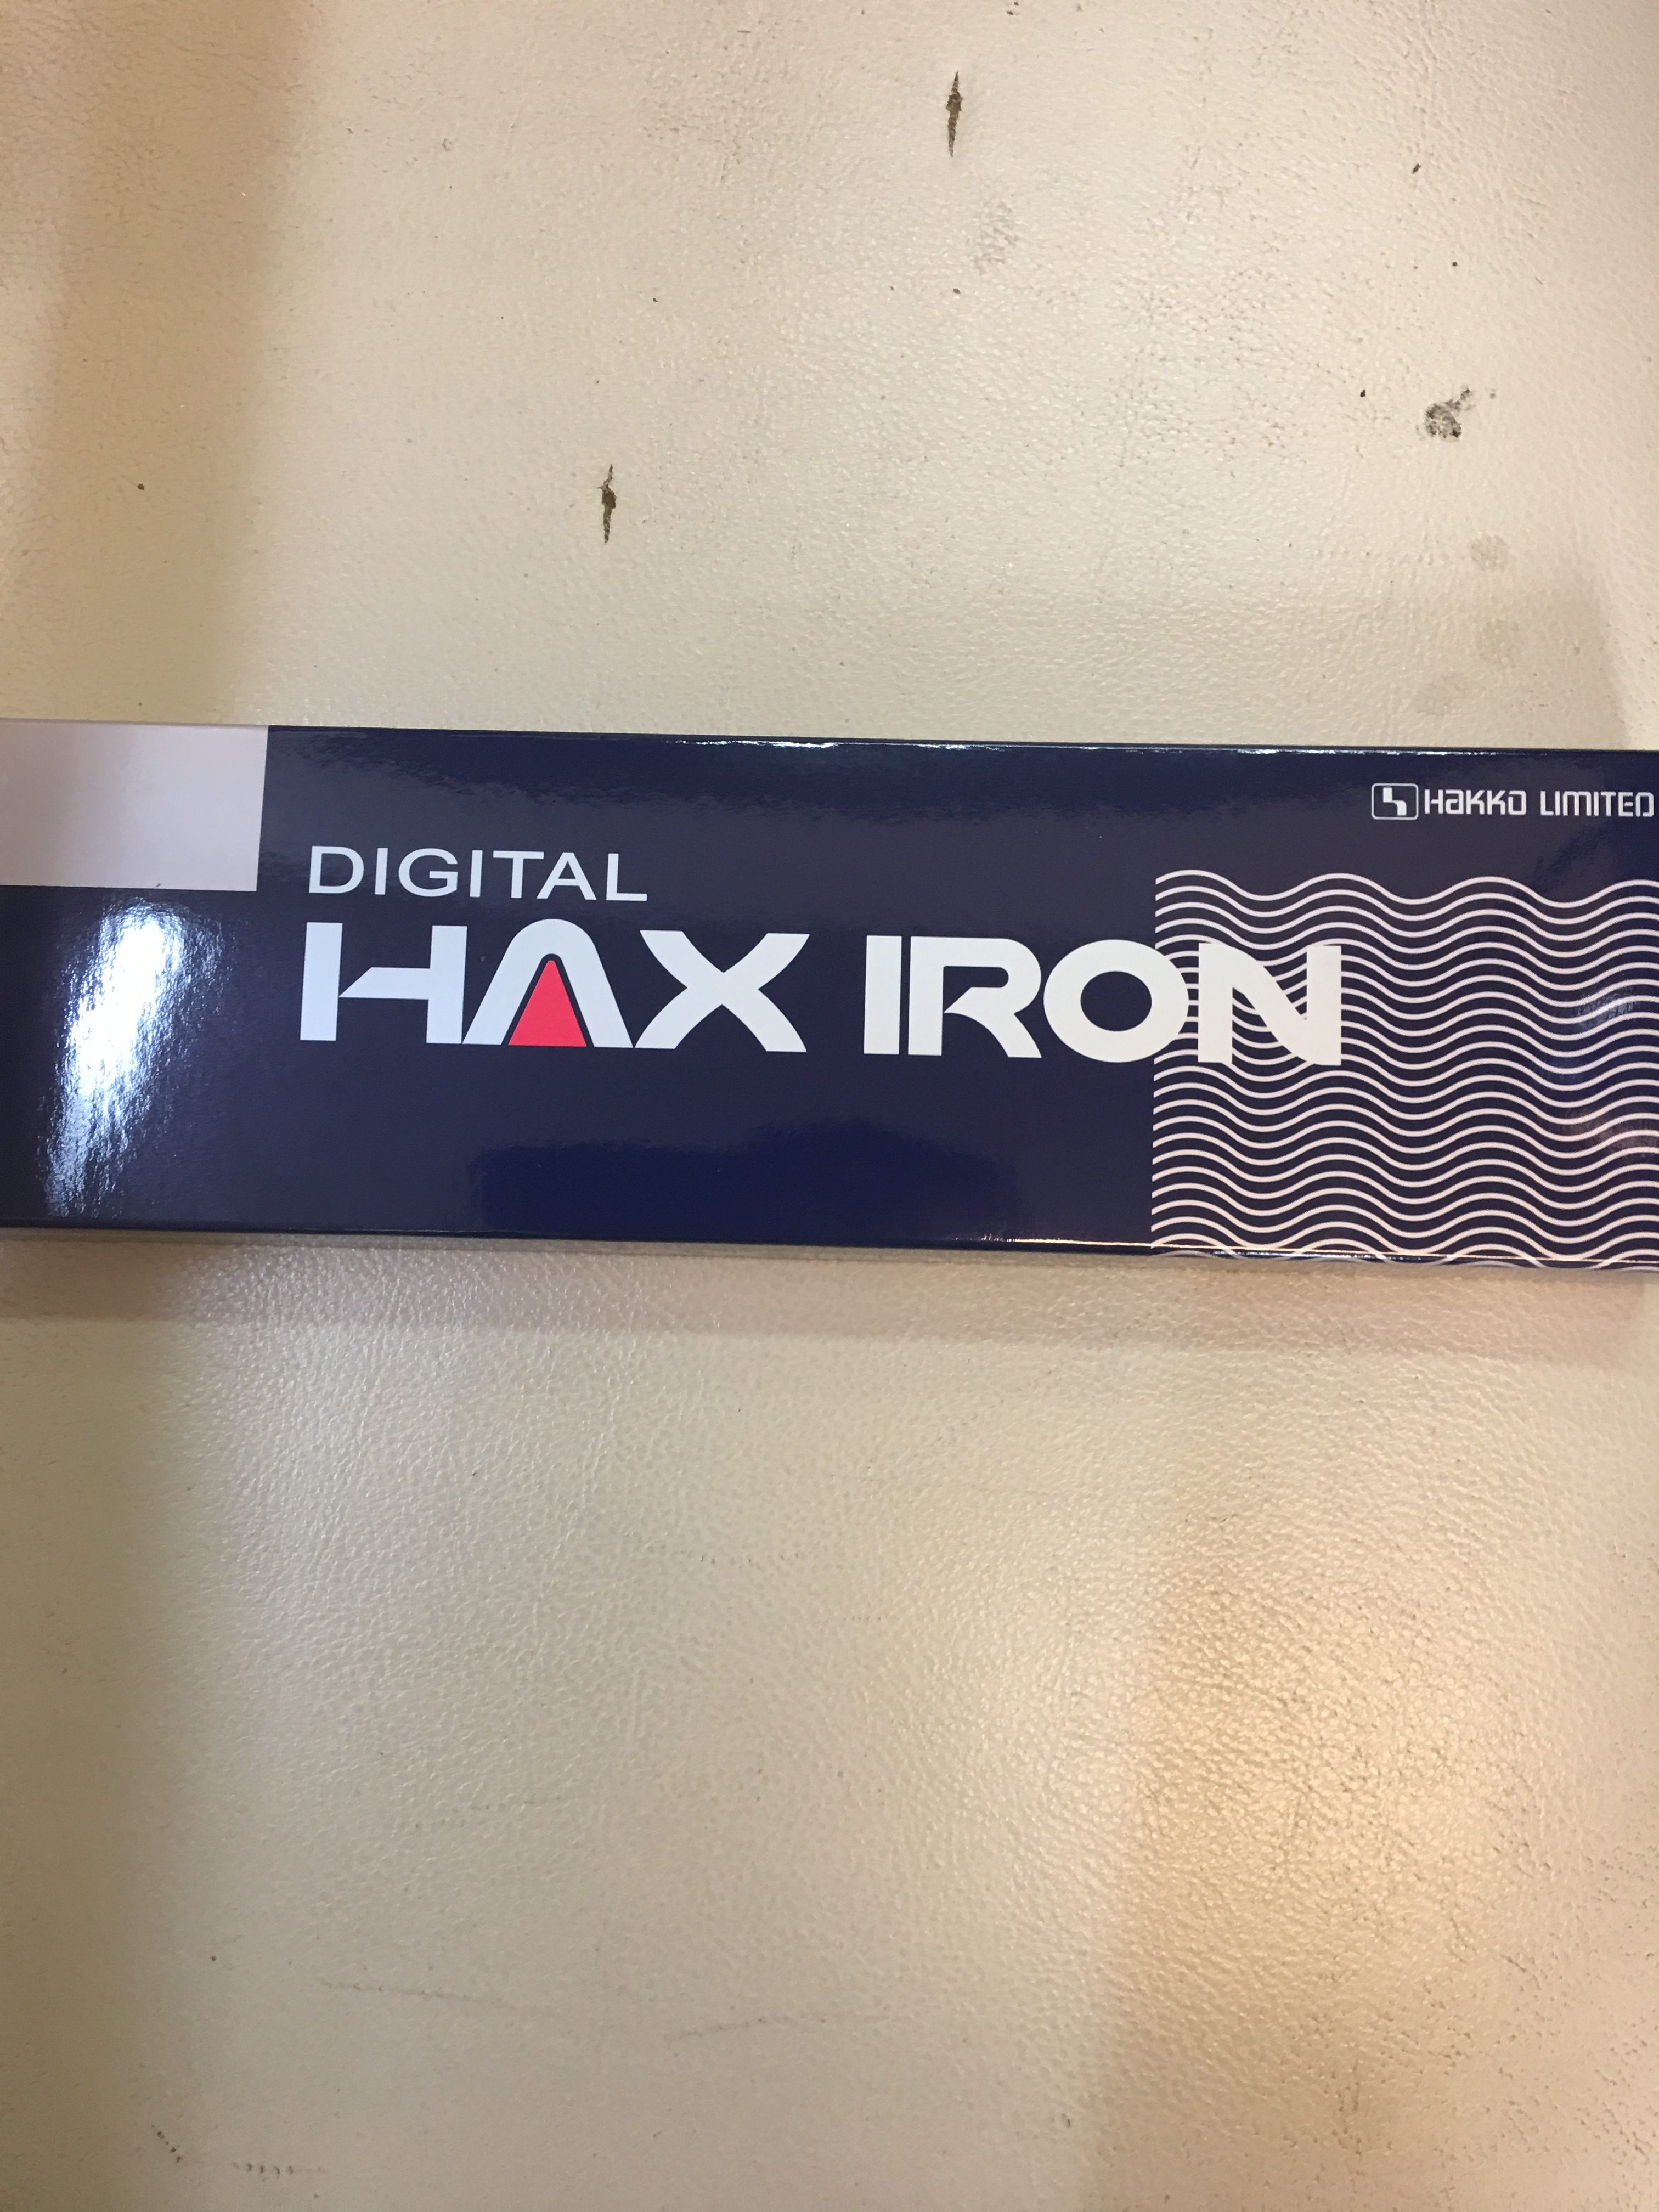 HAKKO LIMITED
DIGITAL
HAX IRON